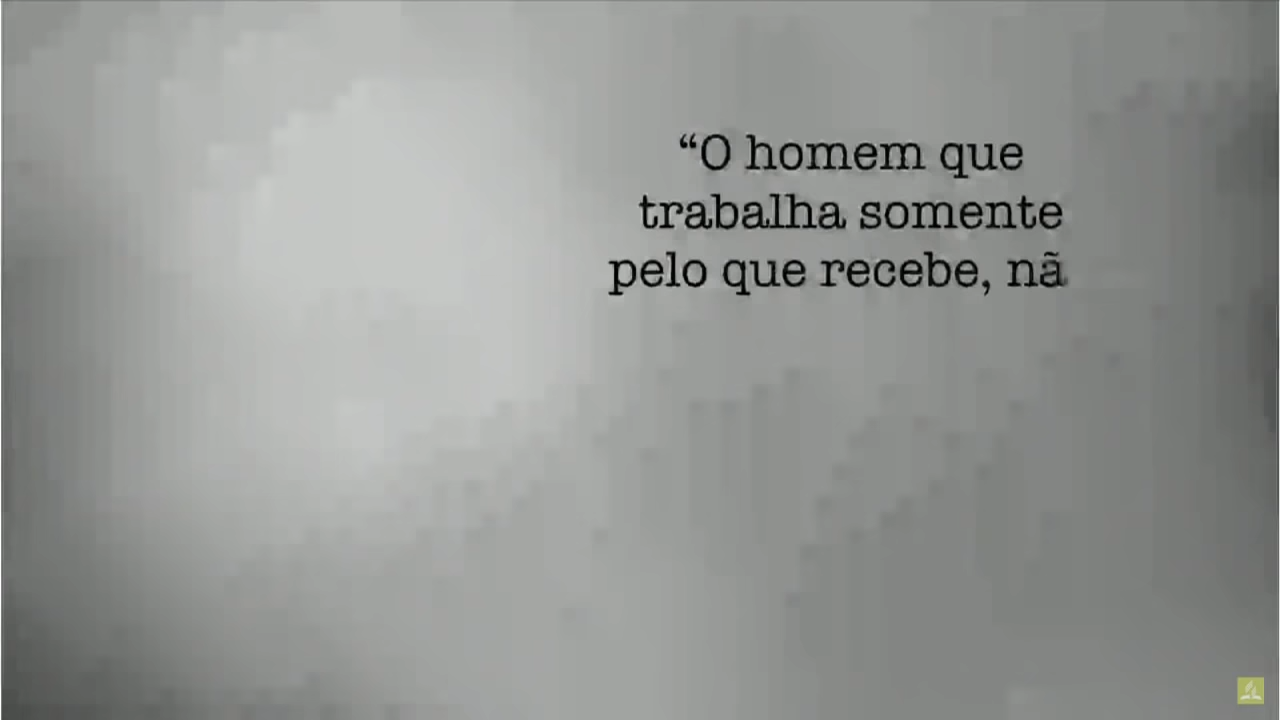 “O homem que
trabalha somente
pelo que recebe, nã